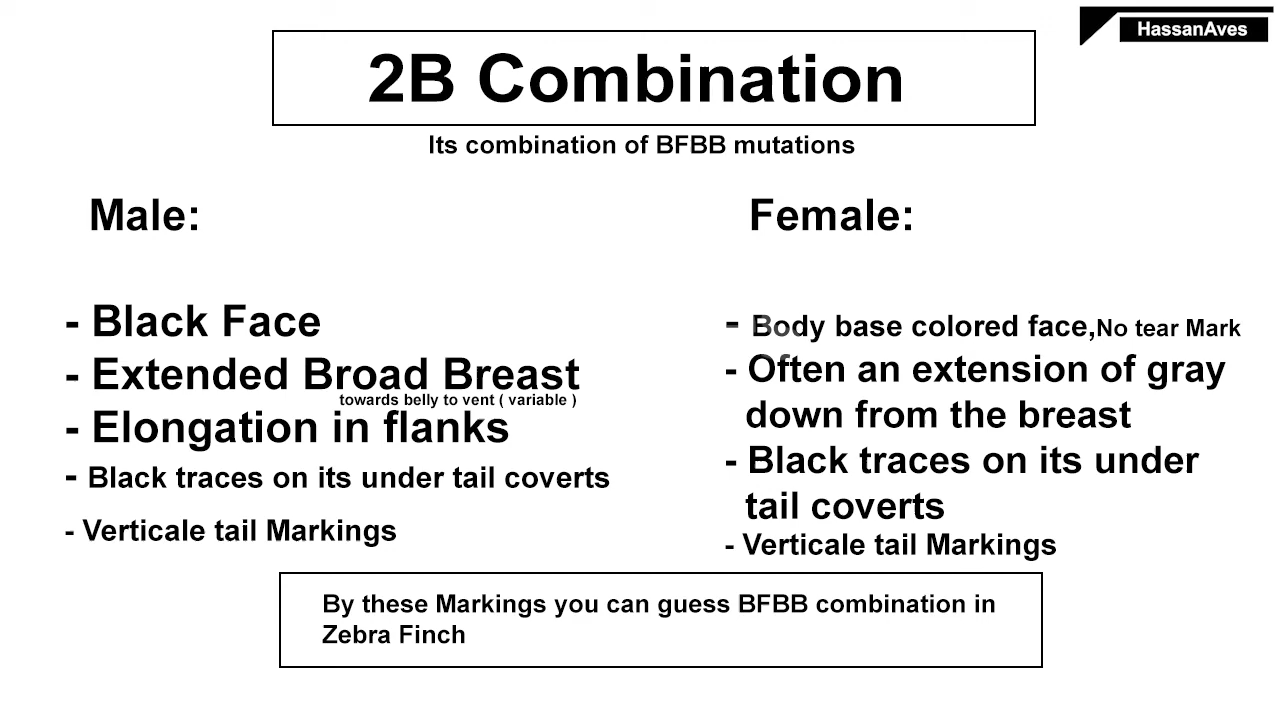 HassanAves
2B Combination
Its combination of BFBB mutations
Male:
- Black Face
- Extended Broad Breast
towards belly to vent ( variable )
- Elongation in flanks
- Black traces on its under tail coverts
- Verticale tail Markings
Female:
- Body base colored face,No tear Mark
- Often an extension of gray
down from the breast
- Black traces on its under
tail coverts
- Verticale tail Markings
By these Markings you can guess BFBB combination in
Zebra Finch